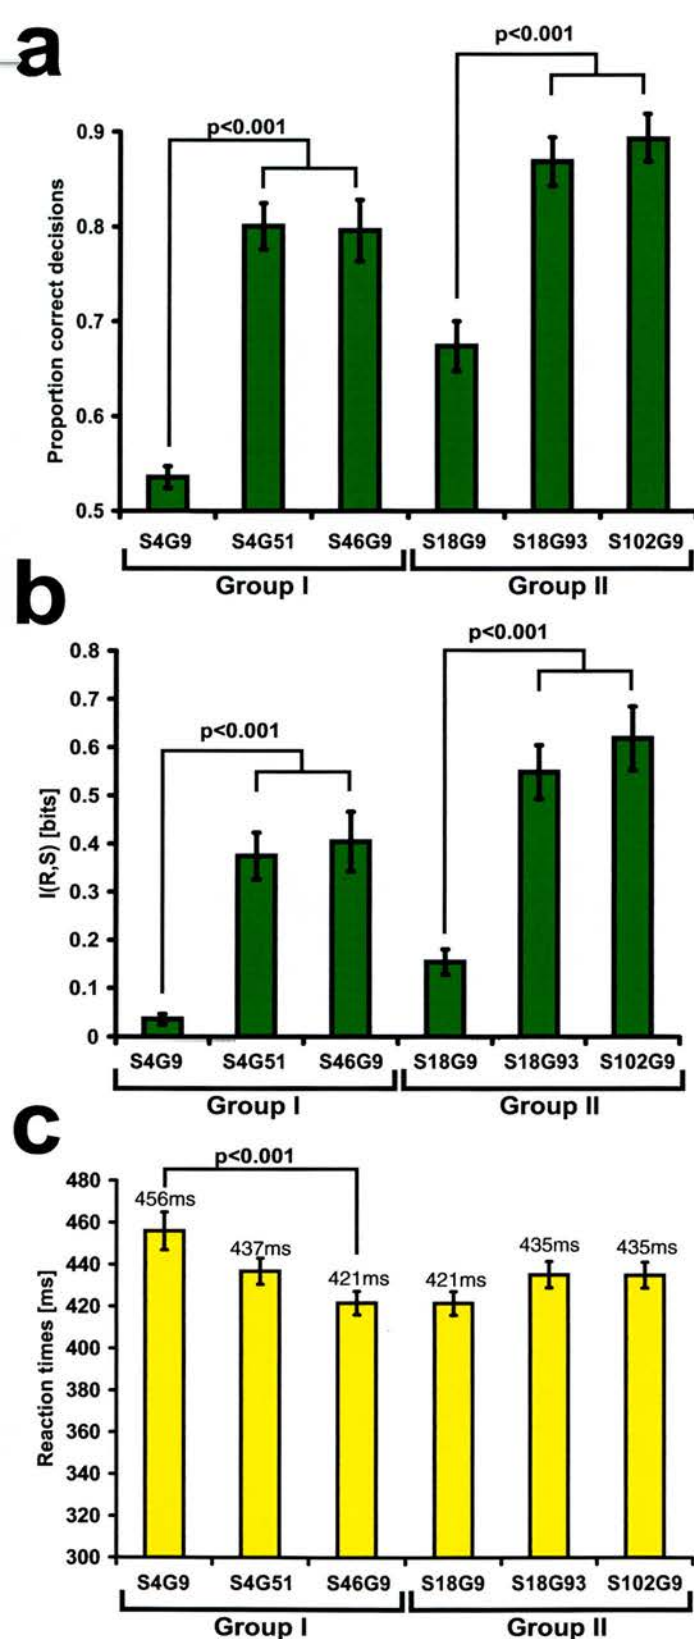 a
p<0.001
p<0.001
0.9
0.8
0.7
0.6
0.5
Proportion correct decisions
S4G9 S4G51 S46G9 S18G9 S18G93 S102G9
Group I Group II
b
p<0.001
p<0.001
0.8
0.7
0.6
0.5
0.4
0.3
0.2
0.1
0
I(R,S) [bits]
S4G9 S4G51 S46G9 S18G9 S18G93 S102G9
Group I Group II
c
p<0.001
480
460
440
420
400
380
360
340
320
300
Reaction times [ms]
456ms 437ms 421ms 421ms 435ms 435ms
S4G9 S4G51 S46G9 S18G9 S18G93 S102G9
Group I Group II